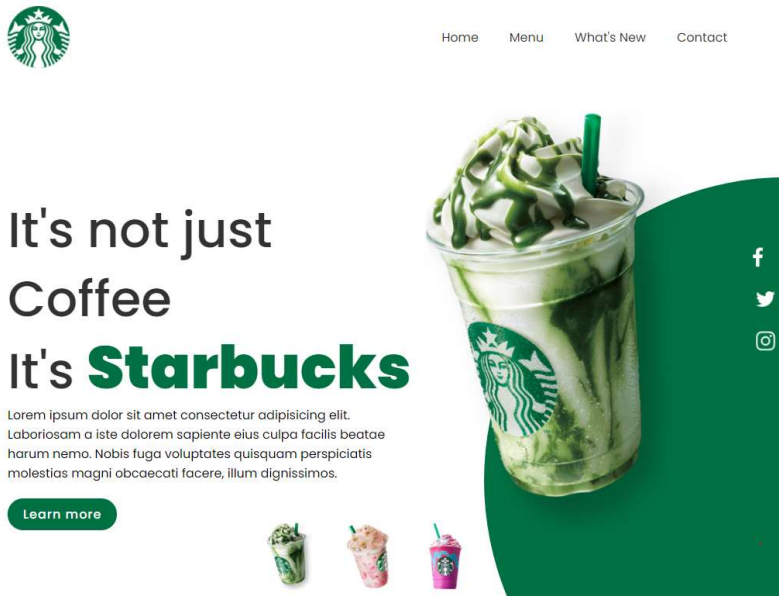 Home Menu What's New Contact
It's not just
Coffee
It's Starbucks
Lorem ipsum dolor sit amet consectetur adipisicing elit.
Laboriosam a iste dolorem sapiente eius culpa facilis beatae
harum nemo. Nobis fuga voluptates quisquam perspiciatis
molestias magni obcaecati facere, illum dignissimos.
Learn more